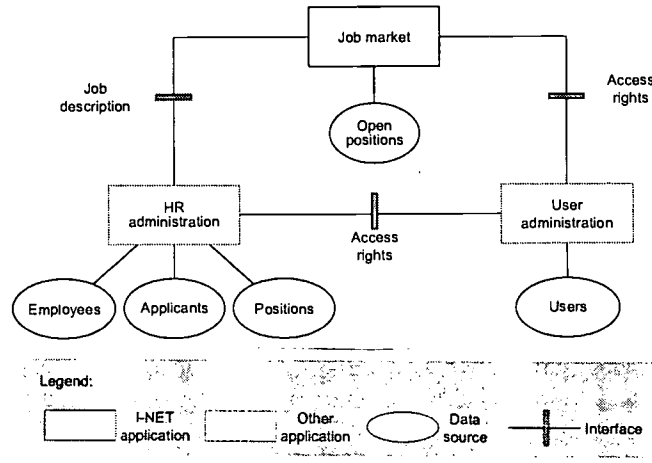 Job market
Job
description
Access
rights
Open
positions
HR
administration
Access
rights
User
administration
Employees
Applicants
Positions
Users
Legend:
I-NET
application
Other
application
Data
source
Interface